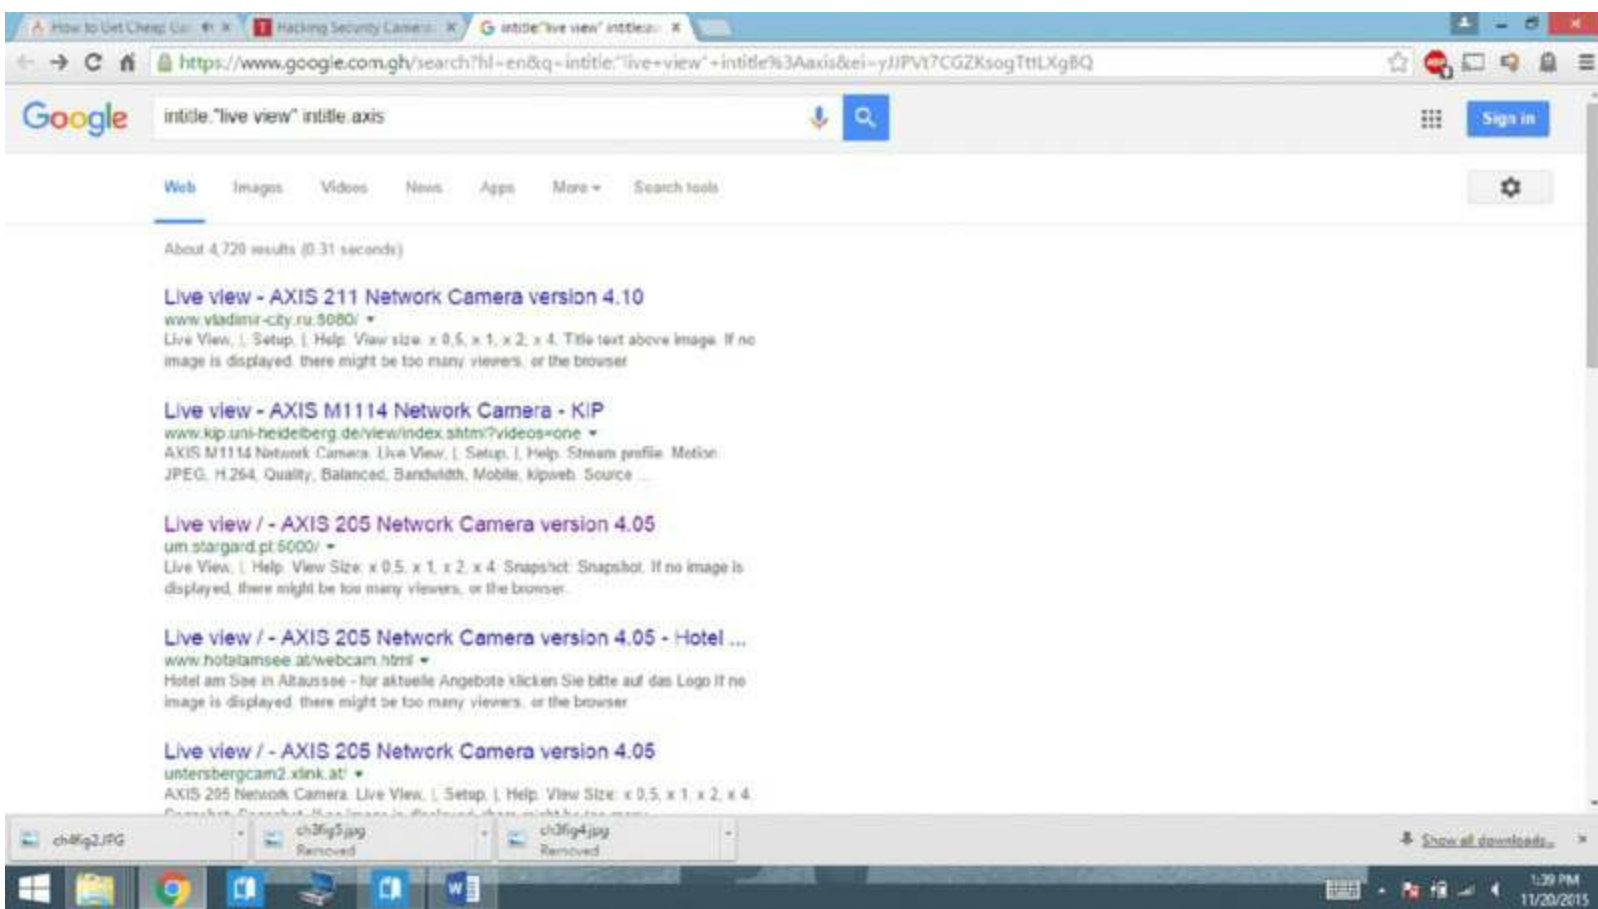 How to Get Cheap
Hacking Security Camera
intitle:"live view" intitle:a
https://www.google.com.gh/search?hl=en&q=intitle:"live+view"+intitle%3Aaxis&ei=yJJPVt7CGZKsogTttLXgBQ
Google
intitle:"live view" intitle:axis
Sign in
Web Images Videos News Apps More Search tools
About 4,720 results (0.31 seconds)
Live view - AXIS 211 Network Camera version 4.10
www.vladimir-city.ru:8080/
Live View, |, Setup, |, Help. View size: x 0.5, x 1, x 2, x 4. Title text above image. If no
image is displayed, there might be too many viewers, or the browser
Live view - AXIS M1114 Network Camera - KIP
www.kip.uni-heidelberg.de/view/index.shtml?videos=one
AXIS M1114 Network Camera. Live View, |, Setup, |, Help. Stream profile. Motion
JPEG, H.264, Quality, Balanced, Bandwidth, Mobile, kipweb. Source ...
Live view / - AXIS 205 Network Camera version 4.05
um.stargard.pl:5000/
Live View, |, Help. View Size: x 0.5, x 1, x 2, x 4. Snapshot: Snapshot. If no image is
displayed, there might be too many viewers, or the browser.
Live view / - AXIS 205 Network Camera version 4.05 - Hotel ...
www.hotelamsee.at/webcam.html
Hotel am See in Altaussee - für aktuelle Angebote klicken Sie bitte auf das Logo If no
image is displayed, there might be too many viewers, or the browser
Live view / - AXIS 205 Network Camera version 4.05
untersbergcam2.xlink.at/
AXIS 205 Network Camera. Live View, |, Setup, |, Help. View Size: x 0.5, x 1, x 2, x 4.
ch4fig2.JPG
ch3fig5.jpg
Removed
ch3fig4.jpg
Removed
Show all downloads...
1:39 PM
11/20/2015